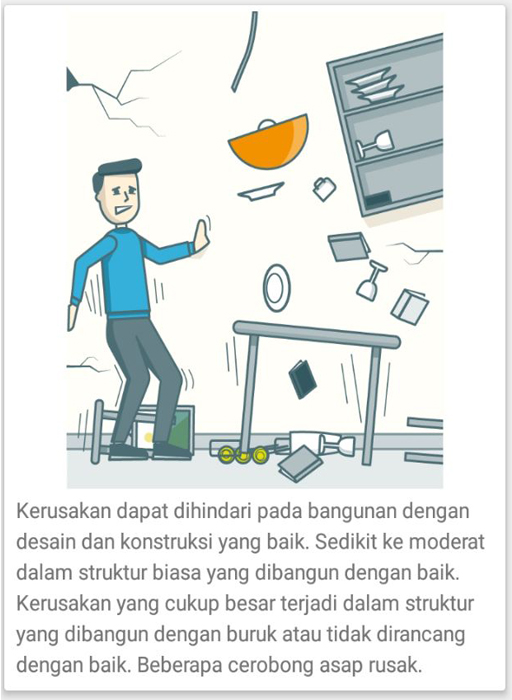 Kerusakan dapat dihindari pada bangunan dengan
desain dan konstruksi yang baik. Sedikit ke moderat
dalam struktur biasa yang dibangun dengan baik.
Kerusakan yang cukup besar terjadi dalam struktur
yang dibangun dengan buruk atau tidak dirancang
dengan baik. Beberapa cerobong asap rusak.